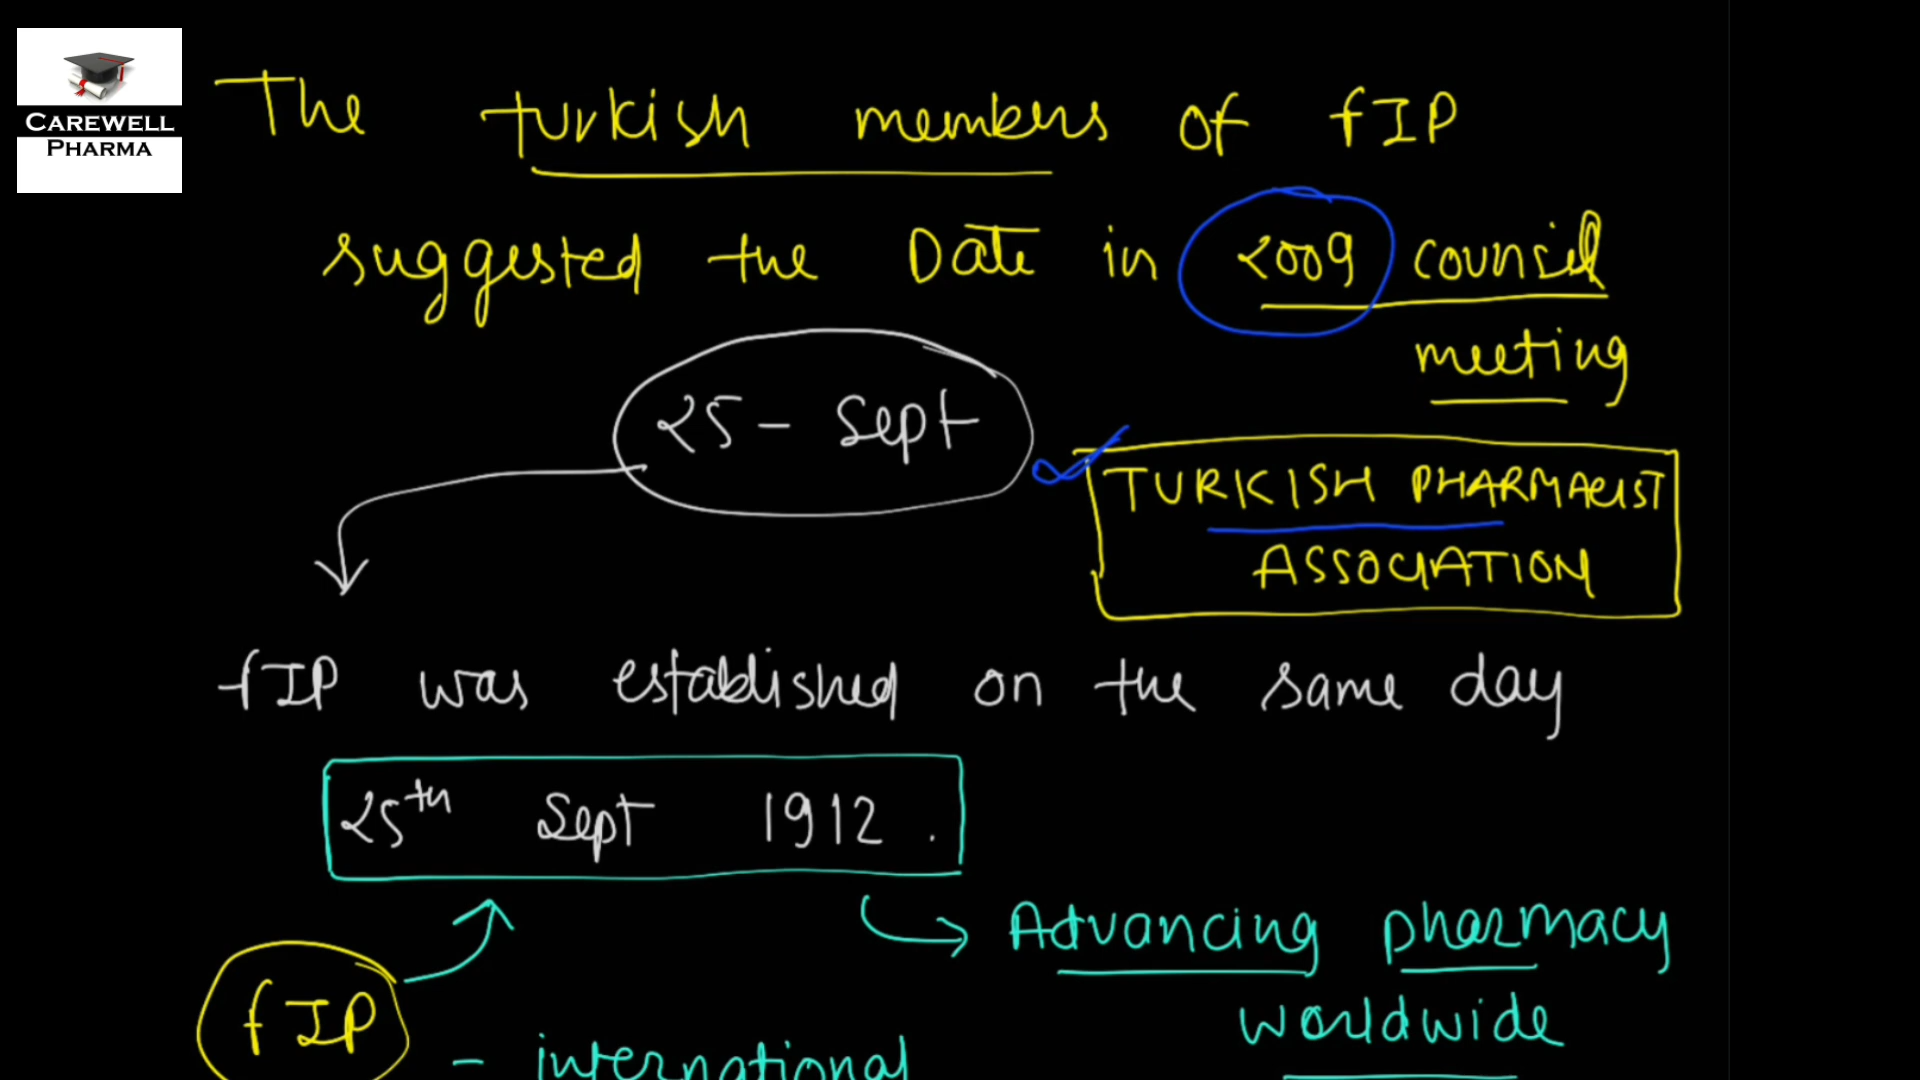 CAREWELL
PHARMA
The turkish members of fIP
suggested the Date in 2009 counsil
meeting
25 - Sept
TURKISH PHARMACIST
ASSOCIATION
fIP was established on the same day
25th Sept 1912 .
Advancing pharmacy
worldwide
fIP
- international